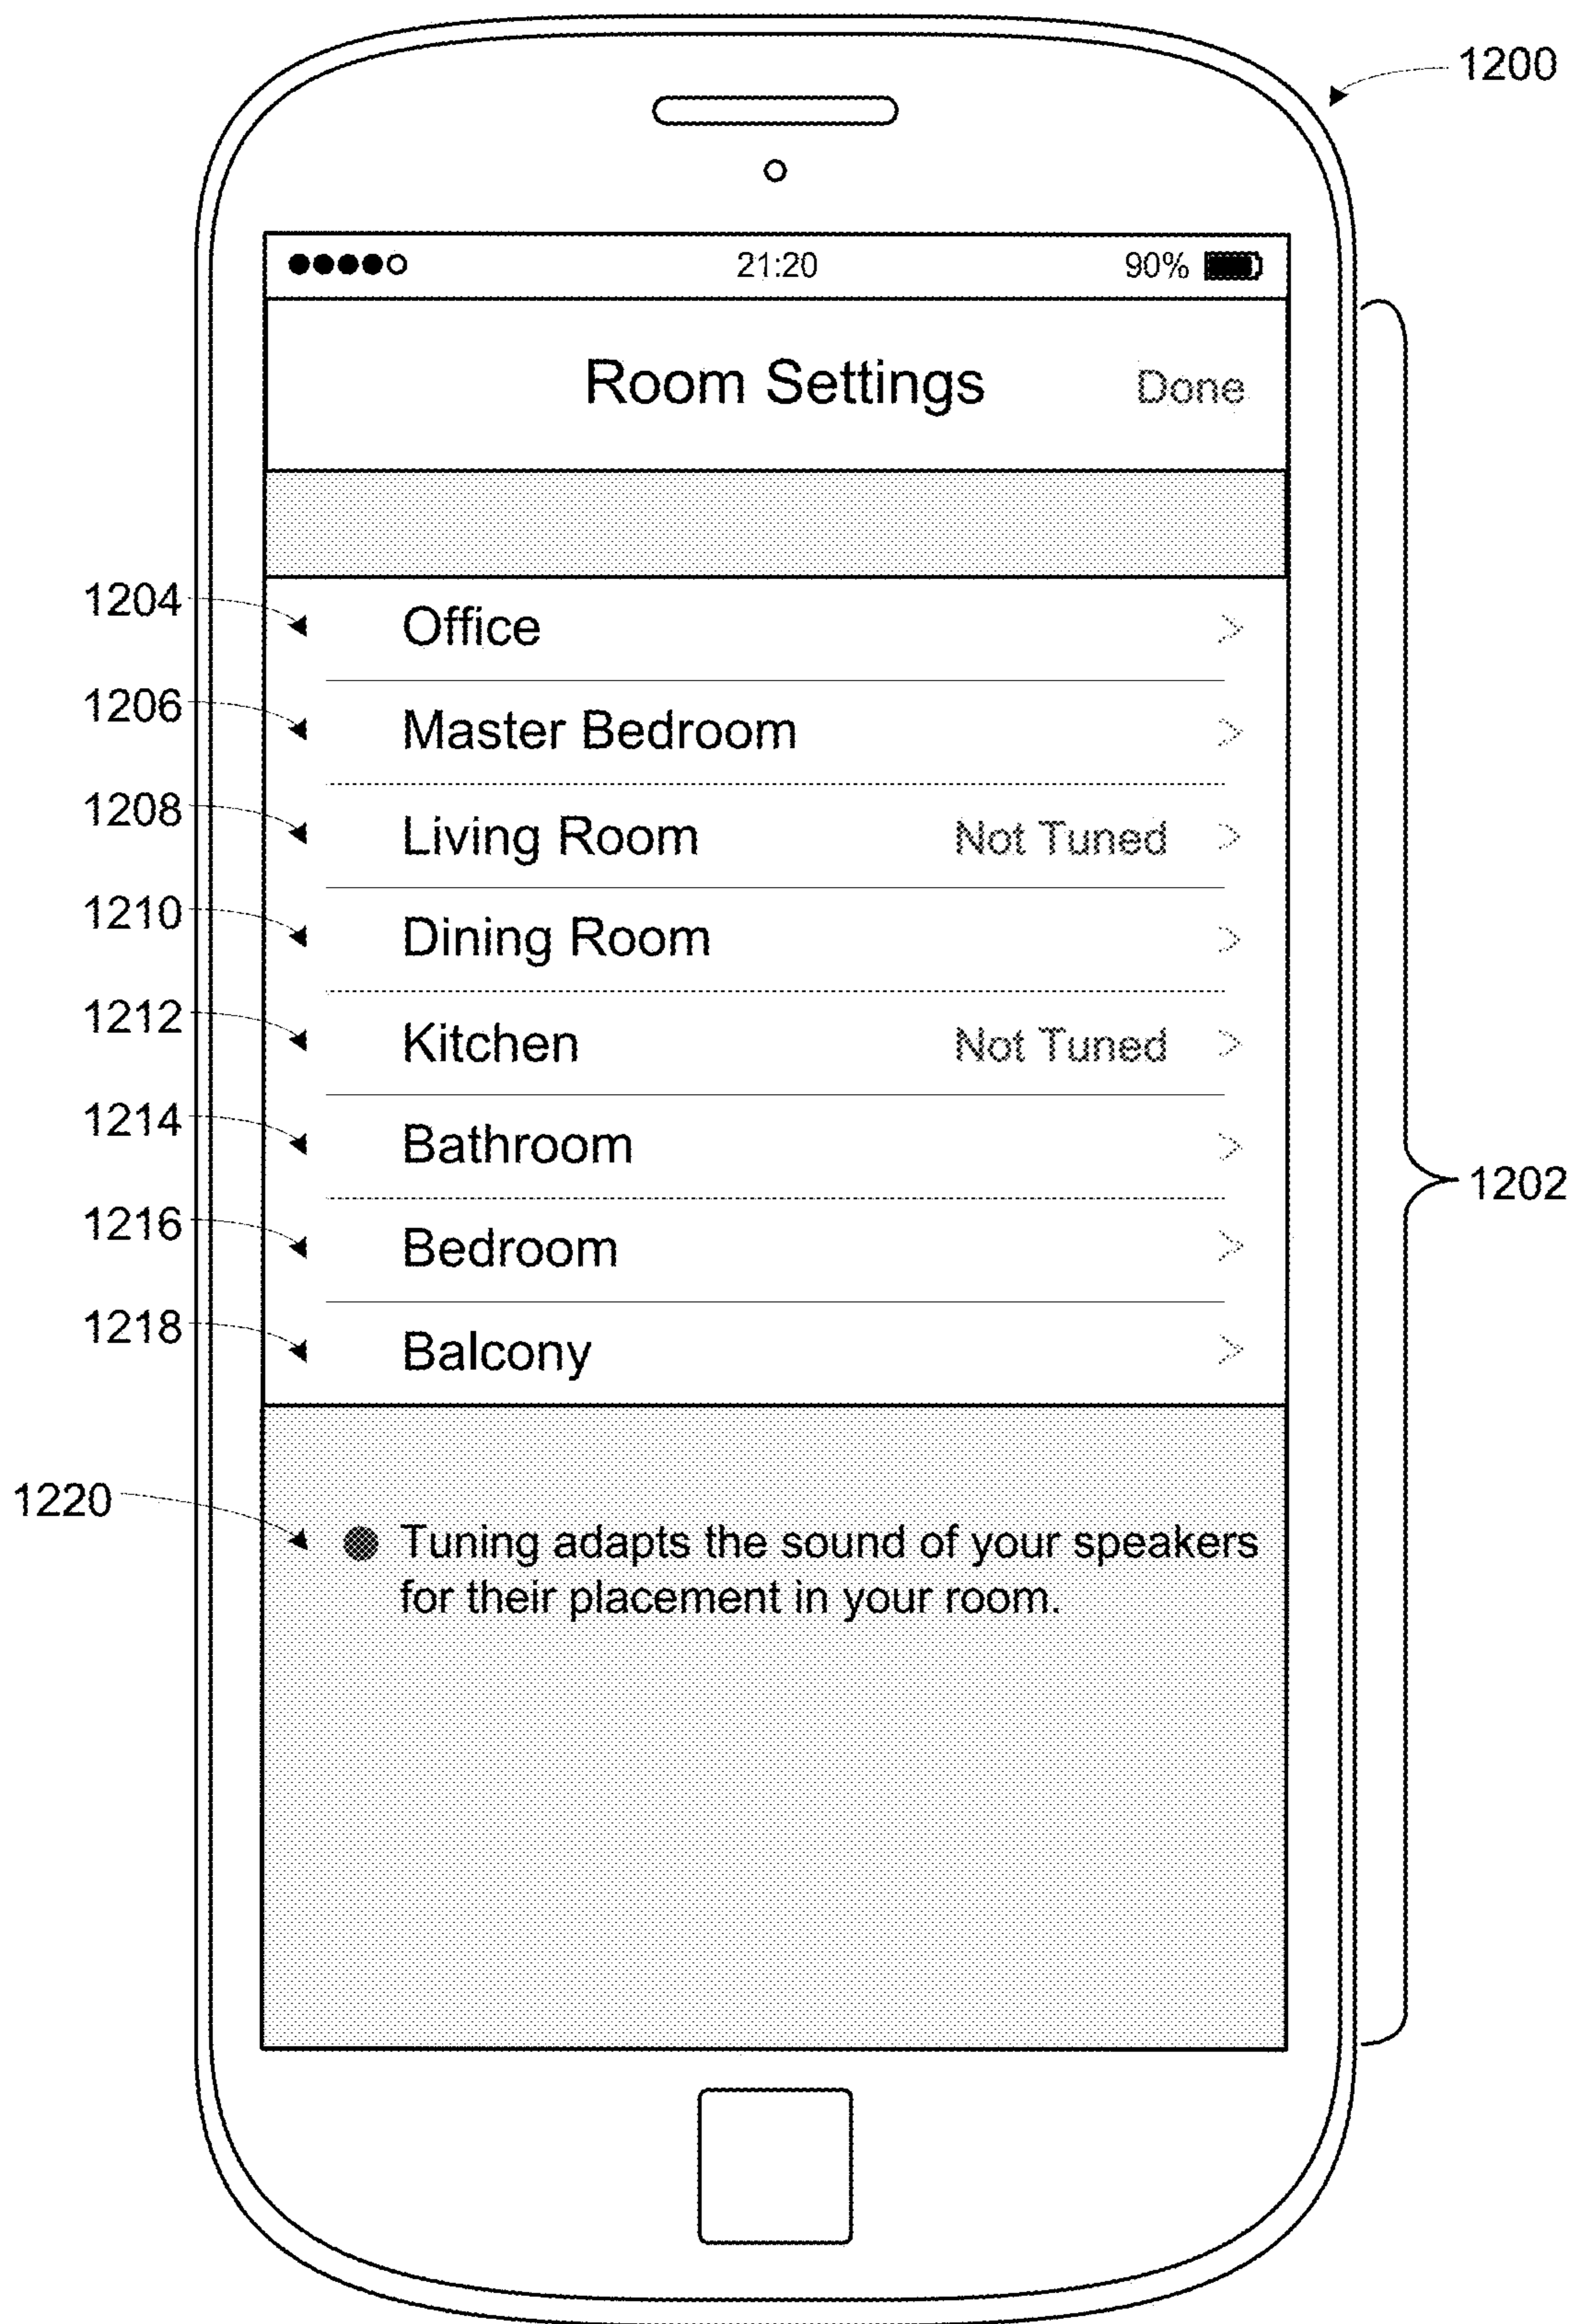 1200
21:20 90%
Room Settings Done
1204 Office >
1206 Master Bedroom >
1208 Living Room Not Tuned >
1210 Dining Room >
1212 Kitchen Not Tuned >
1214 Bathroom >
1202
1216 Bedroom >
1218 Balcony >
1220 Tuning adapts the sound of your speakers
for their placement in your room.